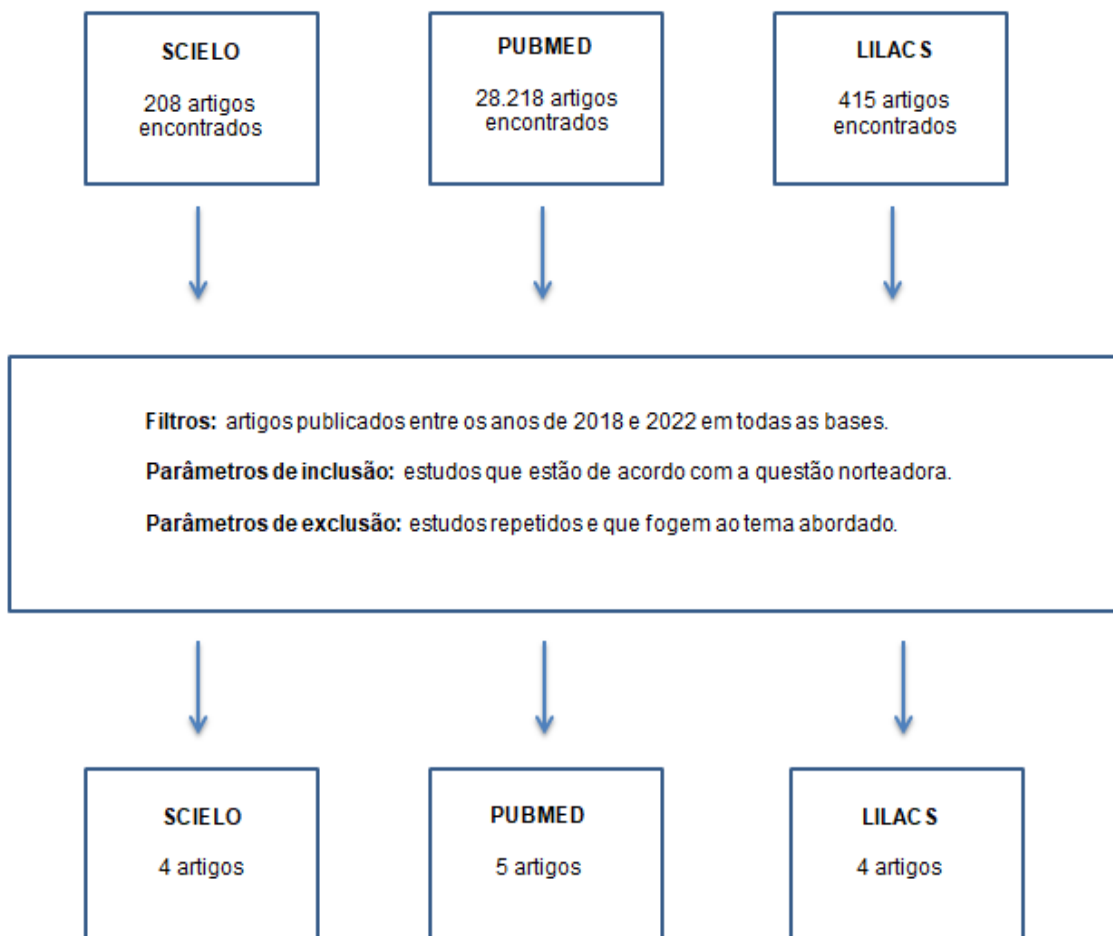 SCIELO
208 artigos
encontrados
PUBMED
28.218 artigos
encontrados
LILACS
415 artigos
encontrados
Filtros: artigos publicados entre os anos de 2018 e 2022 em todas as bases.
Parâmetros de inclusão: estudos que estão de acordo com a questão norteadora.
Parâmetros de exclusão: estudos repetidos e que fogem ao tema abordado.
SCIELO
4 artigos
PUBMED
5 artigos
LILACS
4 artigos